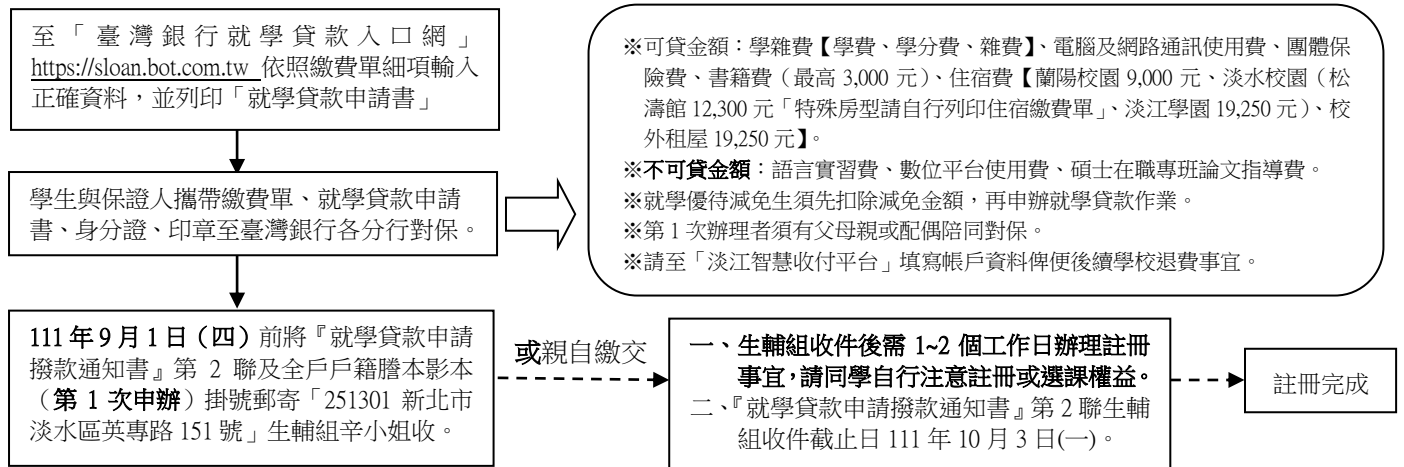 至「臺灣銀行就學貸款入口網」
https://sloan.bot.com.tw 依照繳費單細項輸入
正確資料，並列印「就學貸款申請書」
學生與保證人攜帶繳費單、就學貸款申請
書、身分證、印章至臺灣銀行各分行對保。
※可貸金額：學雜費【學費、學分費、雜費】、電腦及網路通訊使用費、團體保
險費、書籍費（最高 3,000 元）、住宿費【蘭陽校園 9,000 元、淡水校園（松
濤館 12,300 元「特殊房型請自行列印住宿繳費單」、淡江學園 19,250 元）、校
外租屋 19,250 元】。
※不可貸金額：語言實習費、數位平台使用費、碩士在職專班論文指導費。
※就學優待減免生須先扣除減免金額，再申辦就學貸款作業。
※第 1 次辦理者須有父母親或配偶陪同對保。
※請至「淡江智慧收付平台」填寫帳戶資料俾便後續學校退費事宜。
111 年 9 月 1 日（四）前將『就學貸款申請
撥款通知書』第 2 聯及全戶戶籍謄本影本
（第 1 次申辦）掛號郵寄「251301 新北市
淡水區英專路 151 號」生輔組辛小姐收。
或親自繳交
一、生輔組收件後需 1~2 個工作日辦理註冊
事宜，請同學自行注意註冊或選課權益。
二、『就學貸款申請撥款通知書』第 2 聯生輔
組收件截止日 111 年 10 月 3 日(一)。
註冊完成